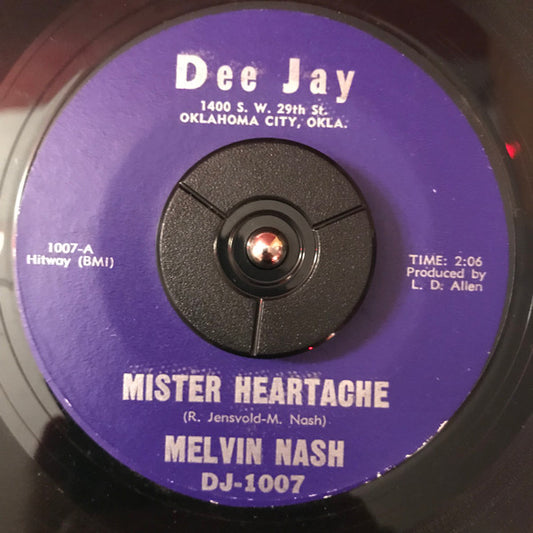 Dee Jay
1400 S. W. 29th St.
OKLAHOMA CITY, OKLA.
1007-A
Hitway (BMI)
TIME: 2:06
Produced by
L. D. Allen
MISTER HEARTACHE
(R. Jensvold-M. Nash)
MELVIN NASH
DJ-1007